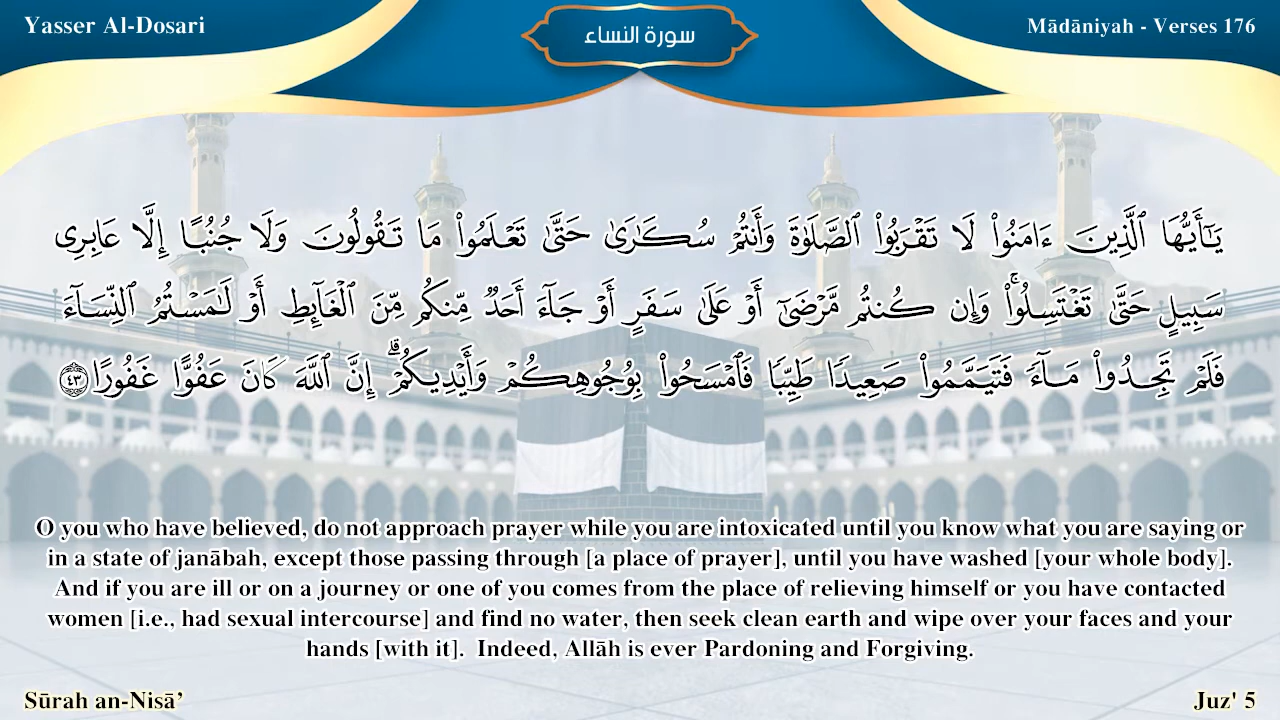 Yasser Al-Dosari
سورة النساء
Mādāniyah - Verses 176
يَـٰٓأَيُّهَا ٱلَّذِينَ ءَامَنُوا۟ لَا تَقْرَبُوا۟ ٱلصَّلَوٰةَ وَأَنتُمْ سُكَـٰرَىٰ حَتَّىٰ تَعْلَمُوا۟ مَا تَقُولُونَ وَلَا جُنُبًا إِلَّا عَابِرِى
سَبِيلٍ حَتَّىٰ تَغْتَسِلُوا۟ ۚ وَإِن كُنتُم مَّرْضَىٰٓ أَوْ عَلَىٰ سَفَرٍ أَوْ جَآءَ أَحَدٌ مِّنكُم مِّنَ ٱلْغَآئِطِ أَوْ لَـٰمَسْتُمُ ٱلنِّسَآءَ
فَلَمْ تَجِدُوا۟ مَآءً فَتَيَمَّمُوا۟ صَعِيدًا طَيِّبًا فَٱمْسَحُوا۟ بِوُجُوهِكُمْ وَأَيْدِيكُمْ ۗ إِنَّ ٱللَّهَ كَانَ عَفُوًّا غَفُورًا ٤٣
O you who have believed, do not approach prayer while you are intoxicated until you know what you are saying or
in a state of janābah, except those passing through [a place of prayer], until you have washed [your whole body].
And if you are ill or on a journey or one of you comes from the place of relieving himself or you have contacted
women [i.e., had sexual intercourse] and find no water, then seek clean earth and wipe over your faces and your
hands [with it].  Indeed, Allāh is ever Pardoning and Forgiving.
Sūrah an-Nisā’
Juz' 5